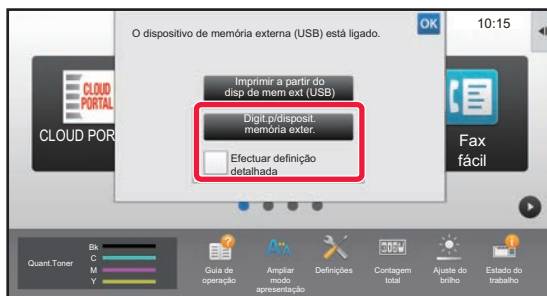 O dispositivo de memória externa (USB) está ligado.
OK
10:15
Imprimir a partir do
disp de mem ext (USB)
Digit.p/disposit.
memória exter.
Efectuar definição
detalhada
CLOUD
PORTAL
CLOUD POR
Fax
fácil
Quant.Toner
Bk
C
M
Y
Guia de
operação
Ampliar
modo
apresentação
Definições
Contagem
total
Ajuste do
brilho
Estado do
trabalho